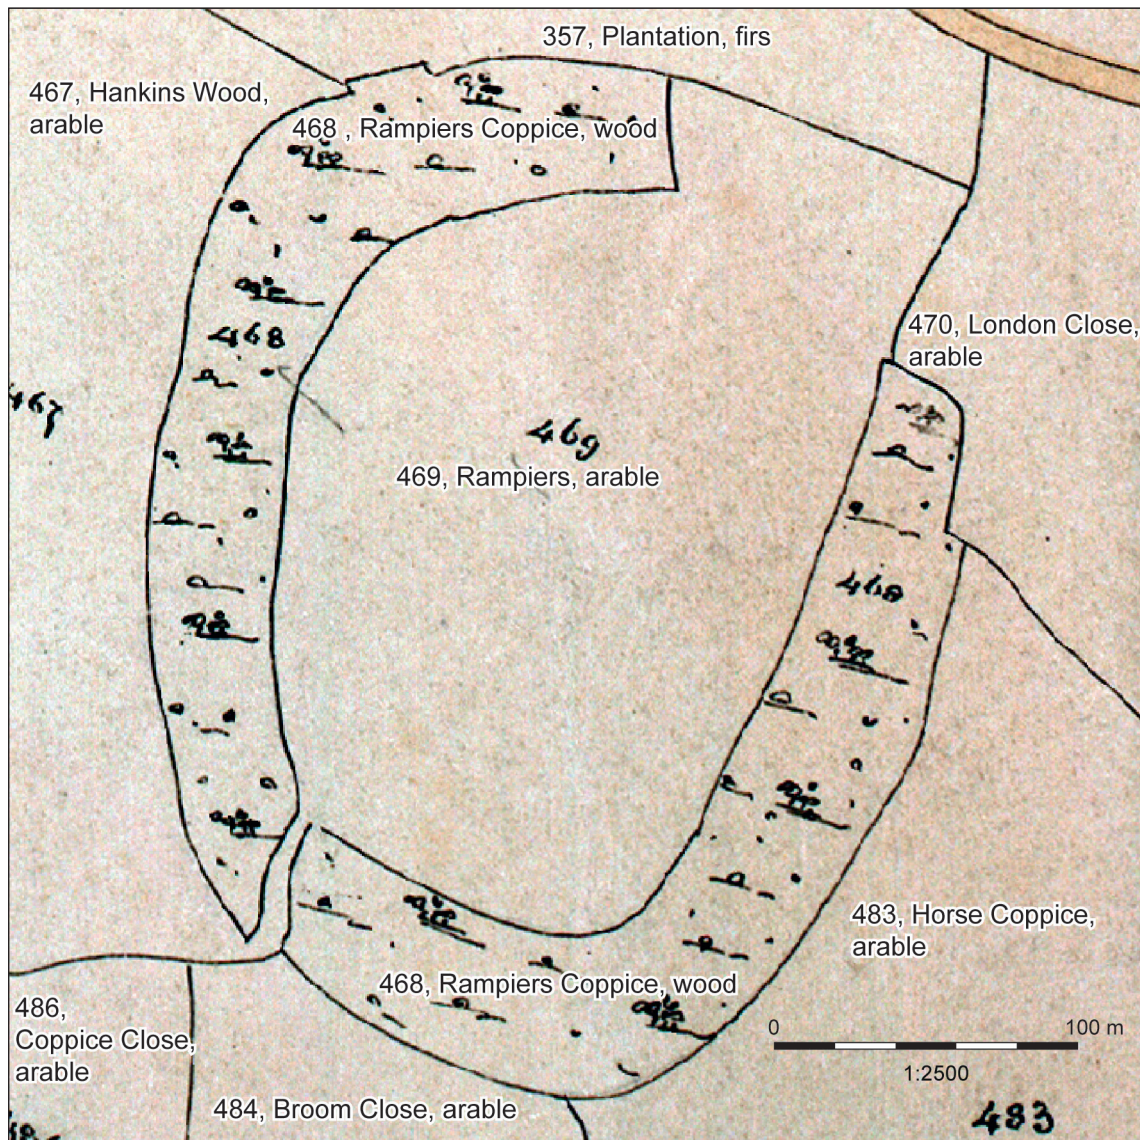 357, Plantation, firs
467, Hankins Wood,
arable
468 , Rampiers Coppice, wood
468
470, London Close,
arable
467
469
469, Rampiers, arable
468
483, Horse Coppice,
arable
468, Rampiers Coppice, wood
486,
Coppice Close,
arable
0 100 m
1:2500
484, Broom Close, arable
483